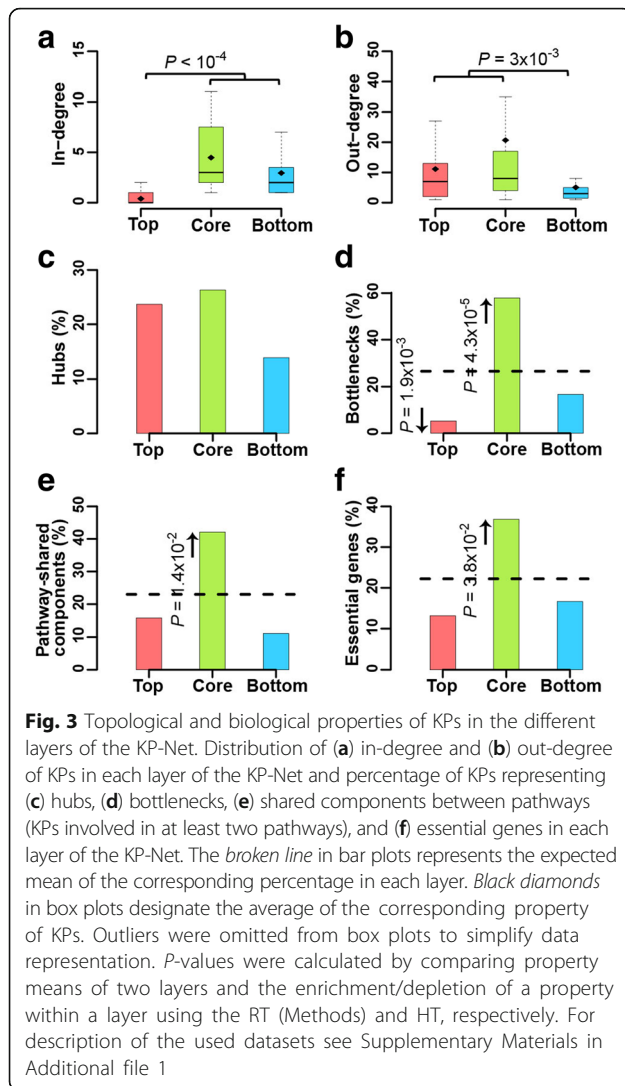 a
In-degree
15
10
5
0
P < 10⁻⁴
Top Core Bottom
b
Out-degree
50
40
30
20
10
0
P = 3x10⁻³
Top Core Bottom
c
Hubs (%)
30
20
10
0
Top Core Bottom
d
Bottlenecks (%)
60
40
20
0
P = 1.9x10⁻³
P = 4.3x10⁻⁵
Top Core Bottom
e
Pathway-shared
components (%)
50
40
30
20
10
0
P = 1.4x10⁻²
Top Core Bottom
f
Essential genes (%)
40
30
20
10
0
P = 3.8x10⁻²
Top Core Bottom
Fig. 3 Topological and biological properties of KPs in the different
layers of the KP-Net. Distribution of (a) in-degree and (b) out-degree
of KPs in each layer of the KP-Net and percentage of KPs representing
(c) hubs, (d) bottlenecks, (e) shared components between pathways
(KPs involved in at least two pathways), and (f) essential genes in each
layer of the KP-Net. The broken line in bar plots represents the expected
mean of the corresponding percentage in each layer. Black diamonds
in box plots designate the average of the corresponding property
of KPs. Outliers were omitted from box plots to simplify data
representation. P-values were calculated by comparing property
means of two layers and the enrichment/depletion of a property
within a layer using the RT (Methods) and HT, respectively. For
description of the used datasets see Supplementary Materials in
Additional file 1